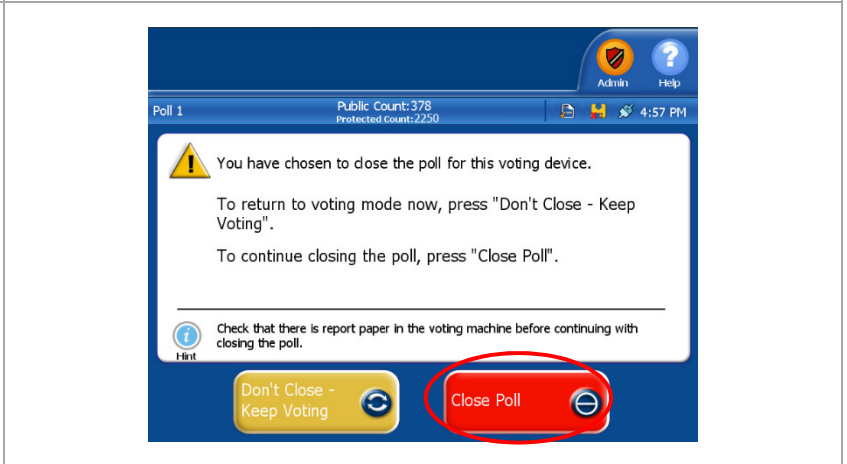 Admin Help
Poll 1 Public Count:378 4:57 PM
Protected Count:2250
You have chosen to close the poll for this voting device.
To return to voting mode now, press "Don't Close - Keep
Voting".
To continue closing the poll, press "Close Poll".
Check that there is report paper in the voting machine before continuing with
closing the poll.
Hint
Don't Close -
Keep Voting
Close Poll